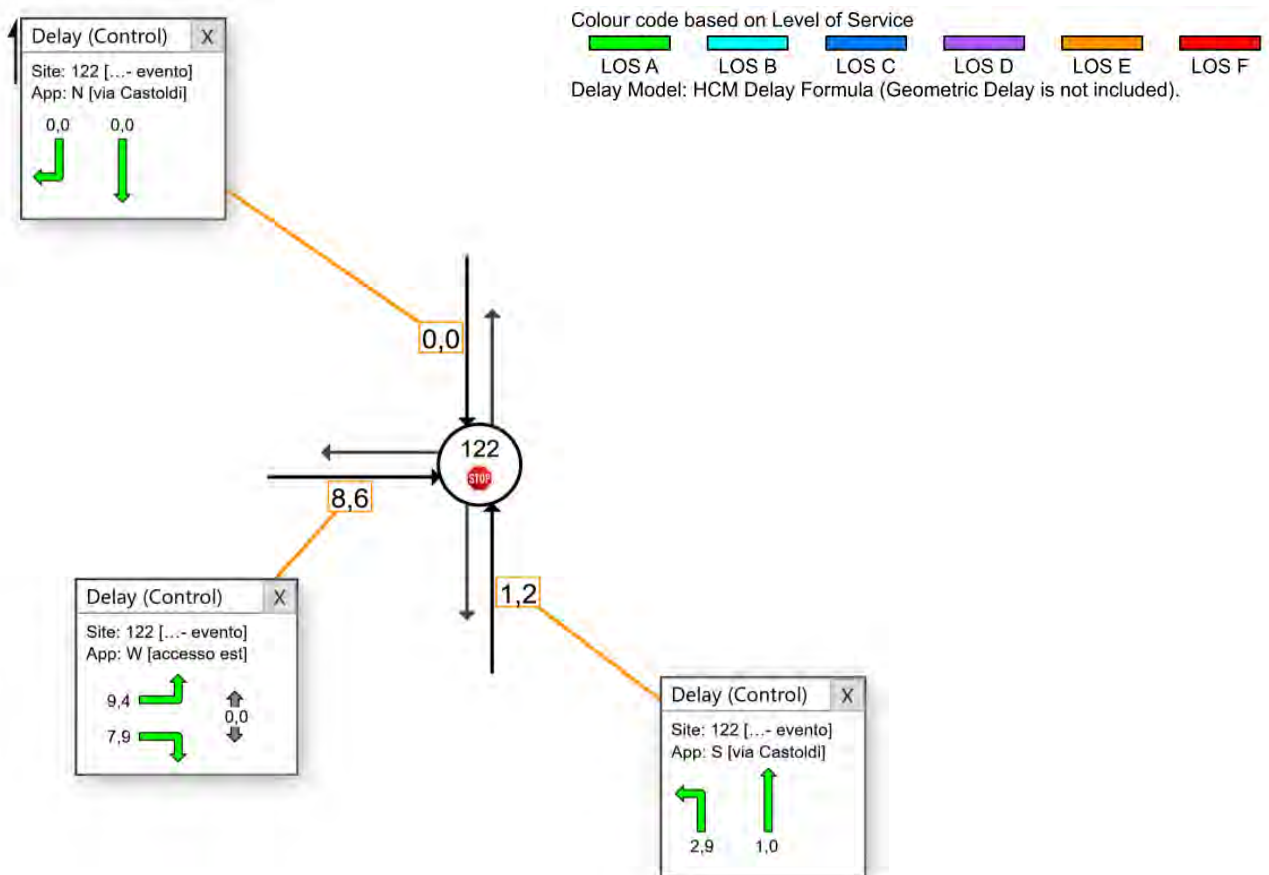 Colour code based on Level of Service
LOS A LOS B LOS C LOS D LOS E LOS F
Delay Model: HCM Delay Formula (Geometric Delay is not included).
Delay (Control) X
Site: 122 [...- evento]
App: N [via Castoldi]
0,0 0,0
0,0
122
STOP
8,6
1,2
Delay (Control) X
Site: 122 [...- evento]
App: W [accesso est]
9,4
0,0
7,9
Delay (Control) X
Site: 122 [...- evento]
App: S [via Castoldi]
2,9 1,0